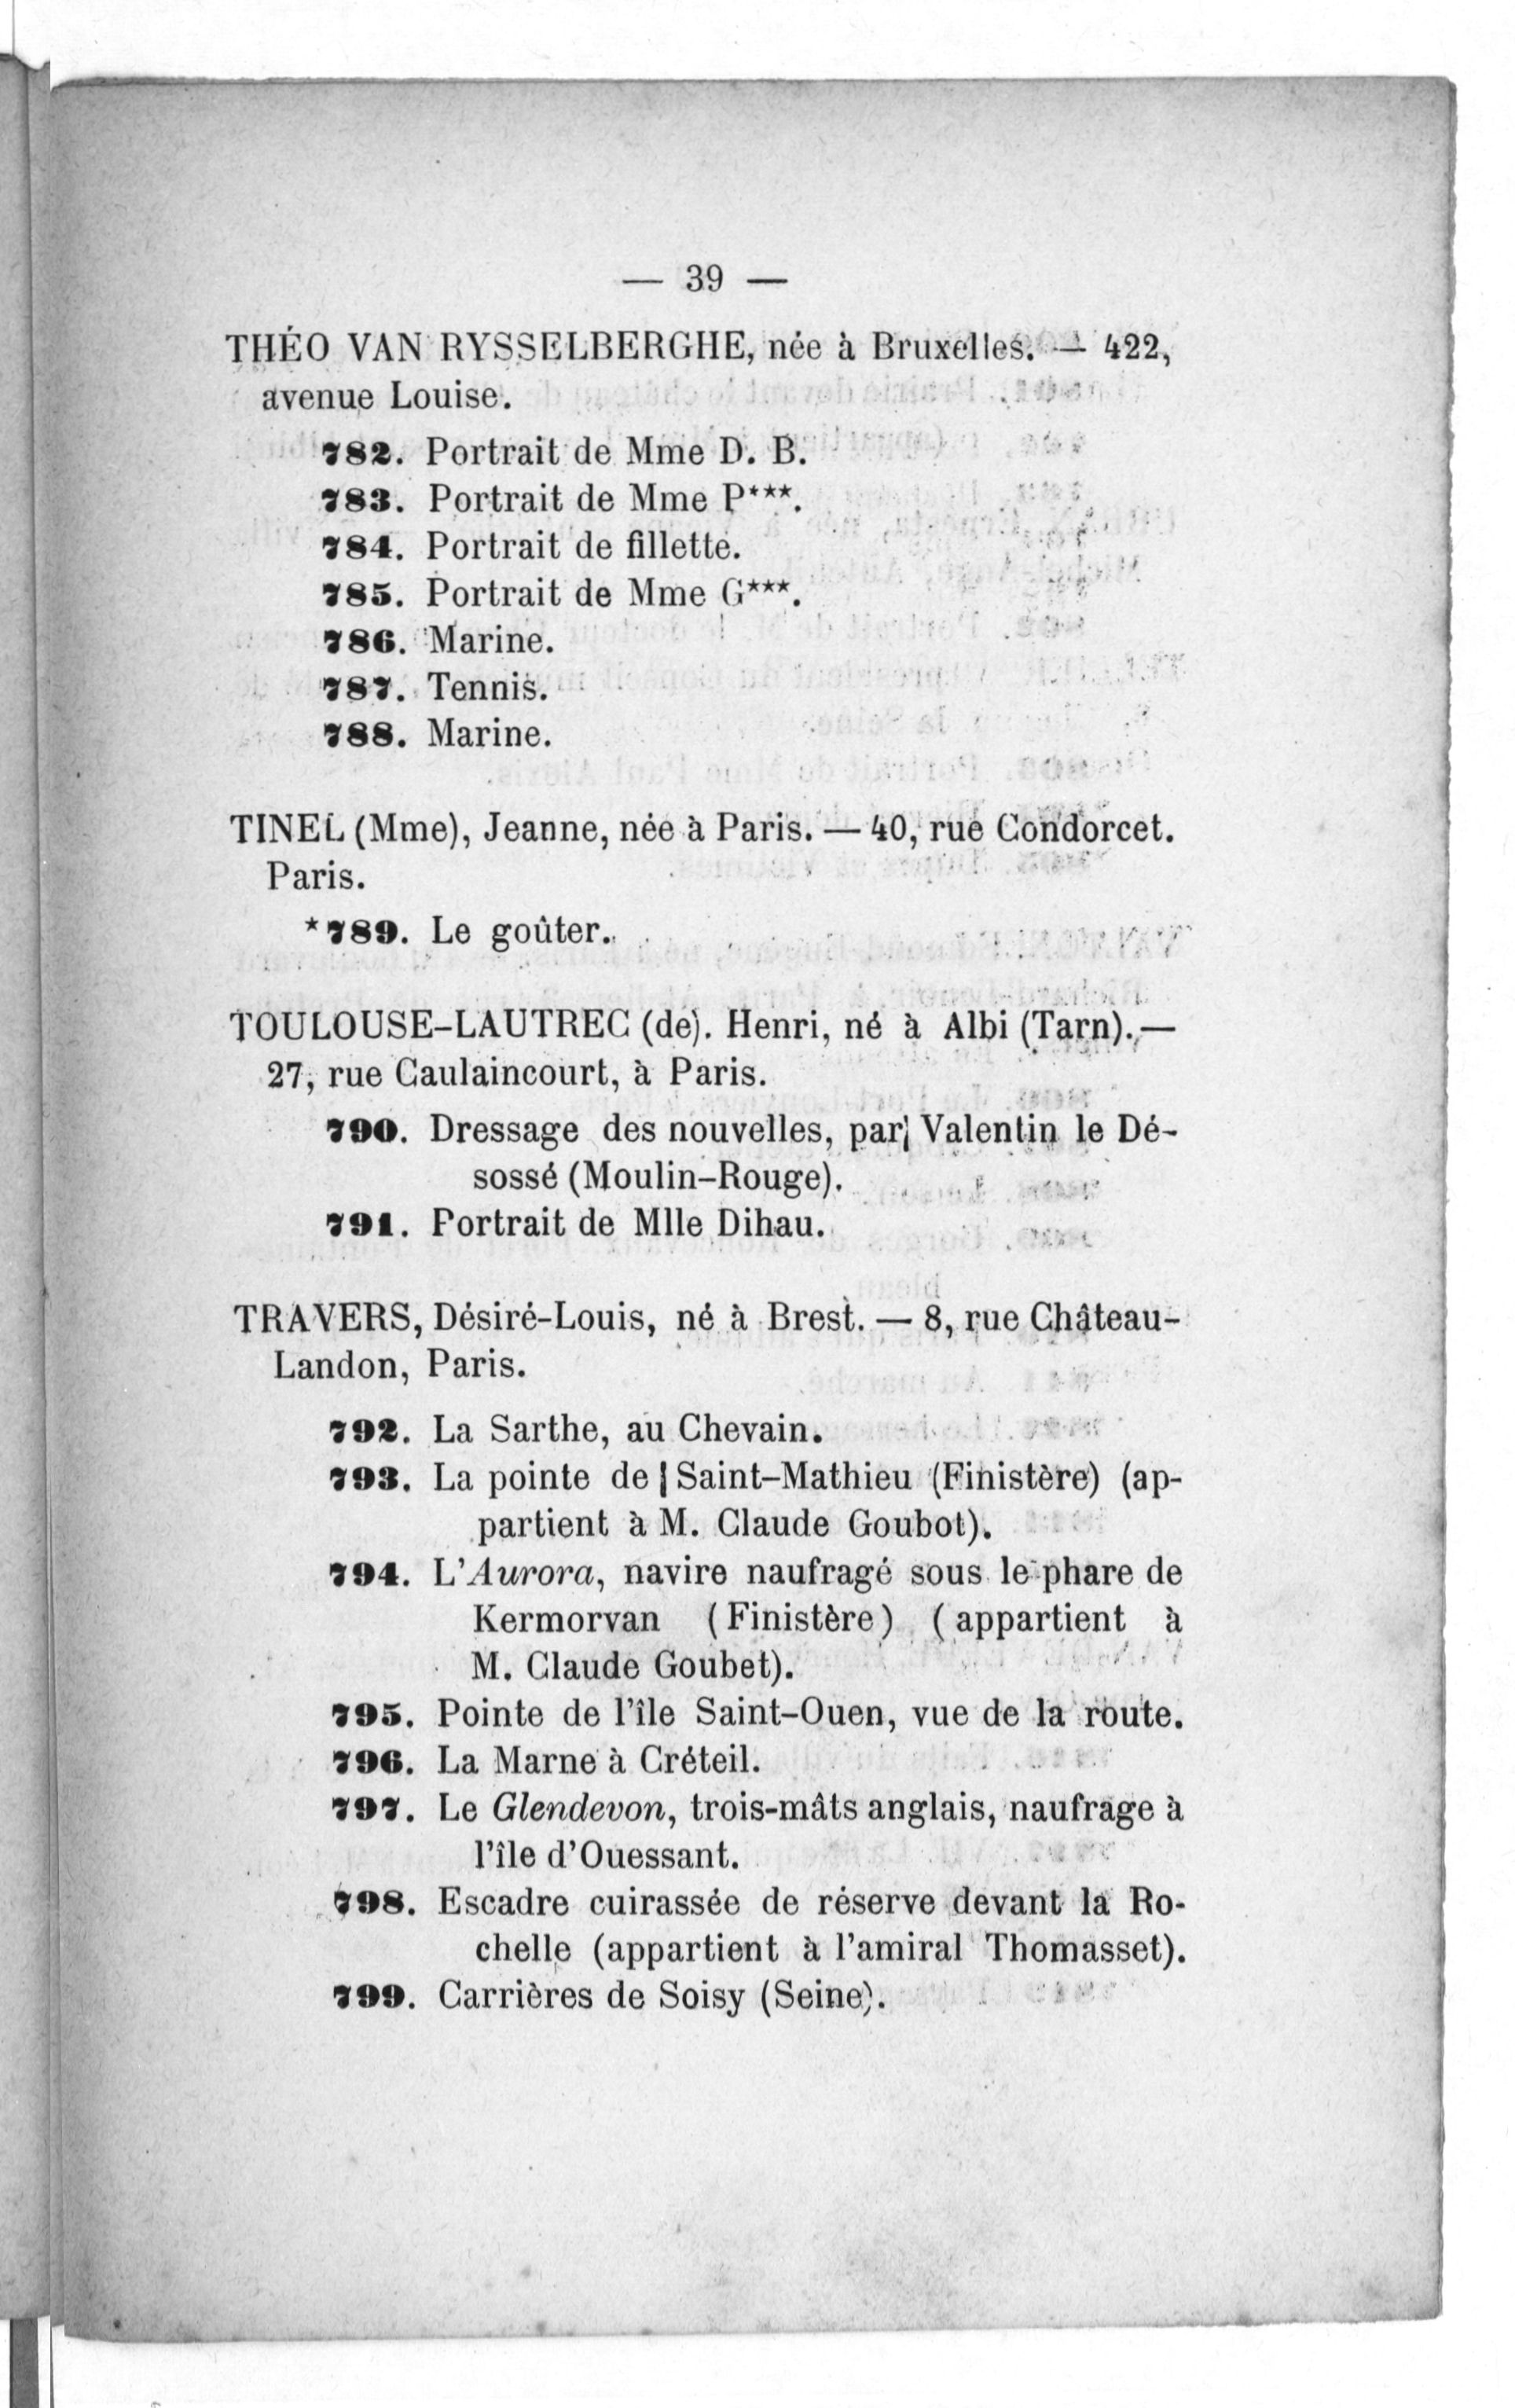 — 39 —
THÉO VAN RYSSELBERGHE, née à Bruxelles. — 422,
avenue Louise.
782. Portrait de Mme D. B.
783. Portrait de Mme P***.
784. Portrait de fillette.
785. Portrait de Mme G***.
786. Marine.
787. Tennis.
788. Marine.
TINEL (Mme), Jeanne, née à Paris. — 40, rue Condorcet.
Paris.
*789. Le goûter.
TOULOUSE-LAUTREC (de). Henri, né à Albi (Tarn). —
27, rue Caulaincourt, à Paris.
790. Dressage des nouvelles, par Valentin le Dé-
sossé (Moulin-Rouge).
791. Portrait de Mlle Dihau.
TRAVERS, Désiré-Louis, né à Brest. — 8, rue Château-
Landon, Paris.
792. La Sarthe, au Chevain.
793. La pointe de Saint-Mathieu (Finistère) (ap-
partient à M. Claude Goubot).
794. L'Aurora, navire naufragé sous le phare de
Kermorvan (Finistère) (appartient à
M. Claude Goubet).
795. Pointe de l'île Saint-Ouen, vue de la route.
796. La Marne à Créteil.
797. Le Glendevon, trois-mâts anglais, naufrage à
l'île d'Ouessant.
798. Escadre cuirassée de réserve devant la Ro-
chelle (appartient à l'amiral Thomasset).
799. Carrières de Soisy (Seine).